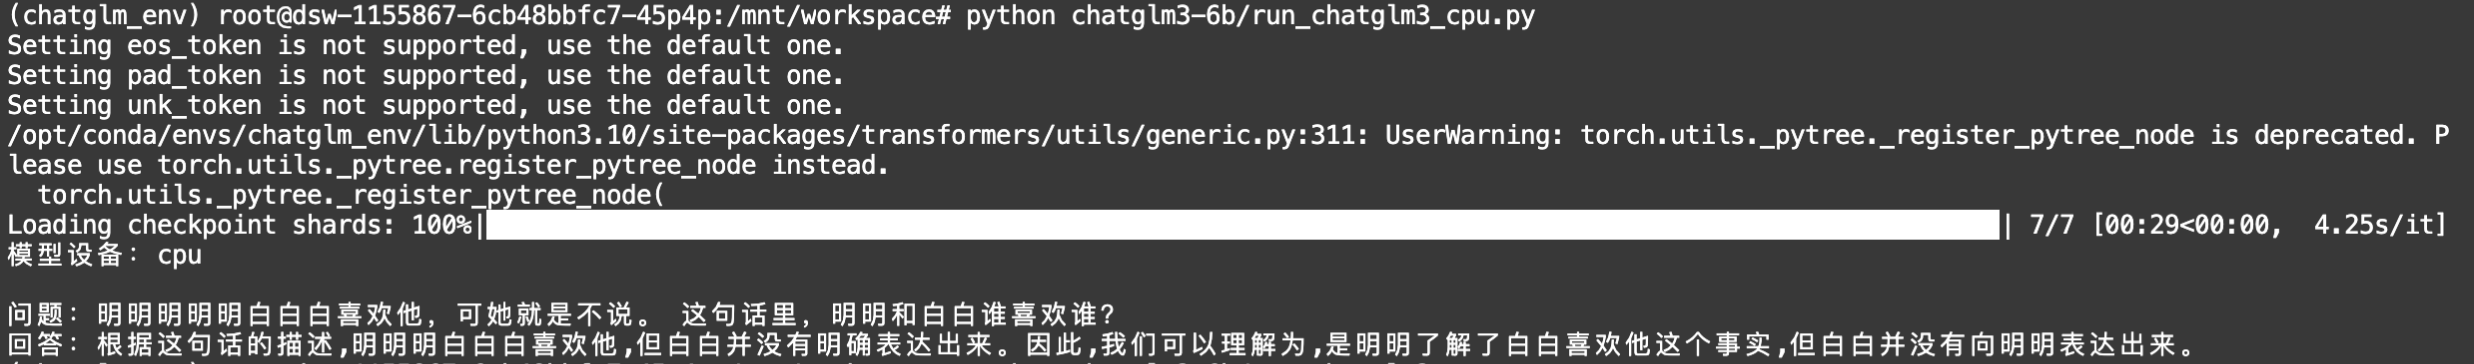 (chatglm_env) root@dsw-1155867-6cb48bbfc7-45p4p:/mnt/workspace# python chatglm3-6b/run_chatglm3_cpu.py
Setting eos_token is not supported, use the default one.
Setting pad_token is not supported, use the default one.
Setting unk_token is not supported, use the default one.
/opt/conda/envs/chatglm_env/lib/python3.10/site-packages/transformers/utils/generic.py:311: UserWarning: torch.utils._pytree._register_pytree_node is deprecated. P
lease use torch.utils._pytree.register_pytree_node instead.
  torch.utils._pytree._register_pytree_node(
Loading checkpoint shards: 100%|| 7/7 [00:29<00:00,  4.25s/it]
模型设备: cpu
问题: 明明明明明白白白喜欢他, 可她就是不说。 这句话里, 明明和白白谁喜欢谁?
回答: 根据这句话的描述,明明明白白白喜欢他,但白白并没有明确表达出来。因此,我们可以理解为,是明明了解了白白喜欢他这个事实,但白白并没有向明明表达出来。